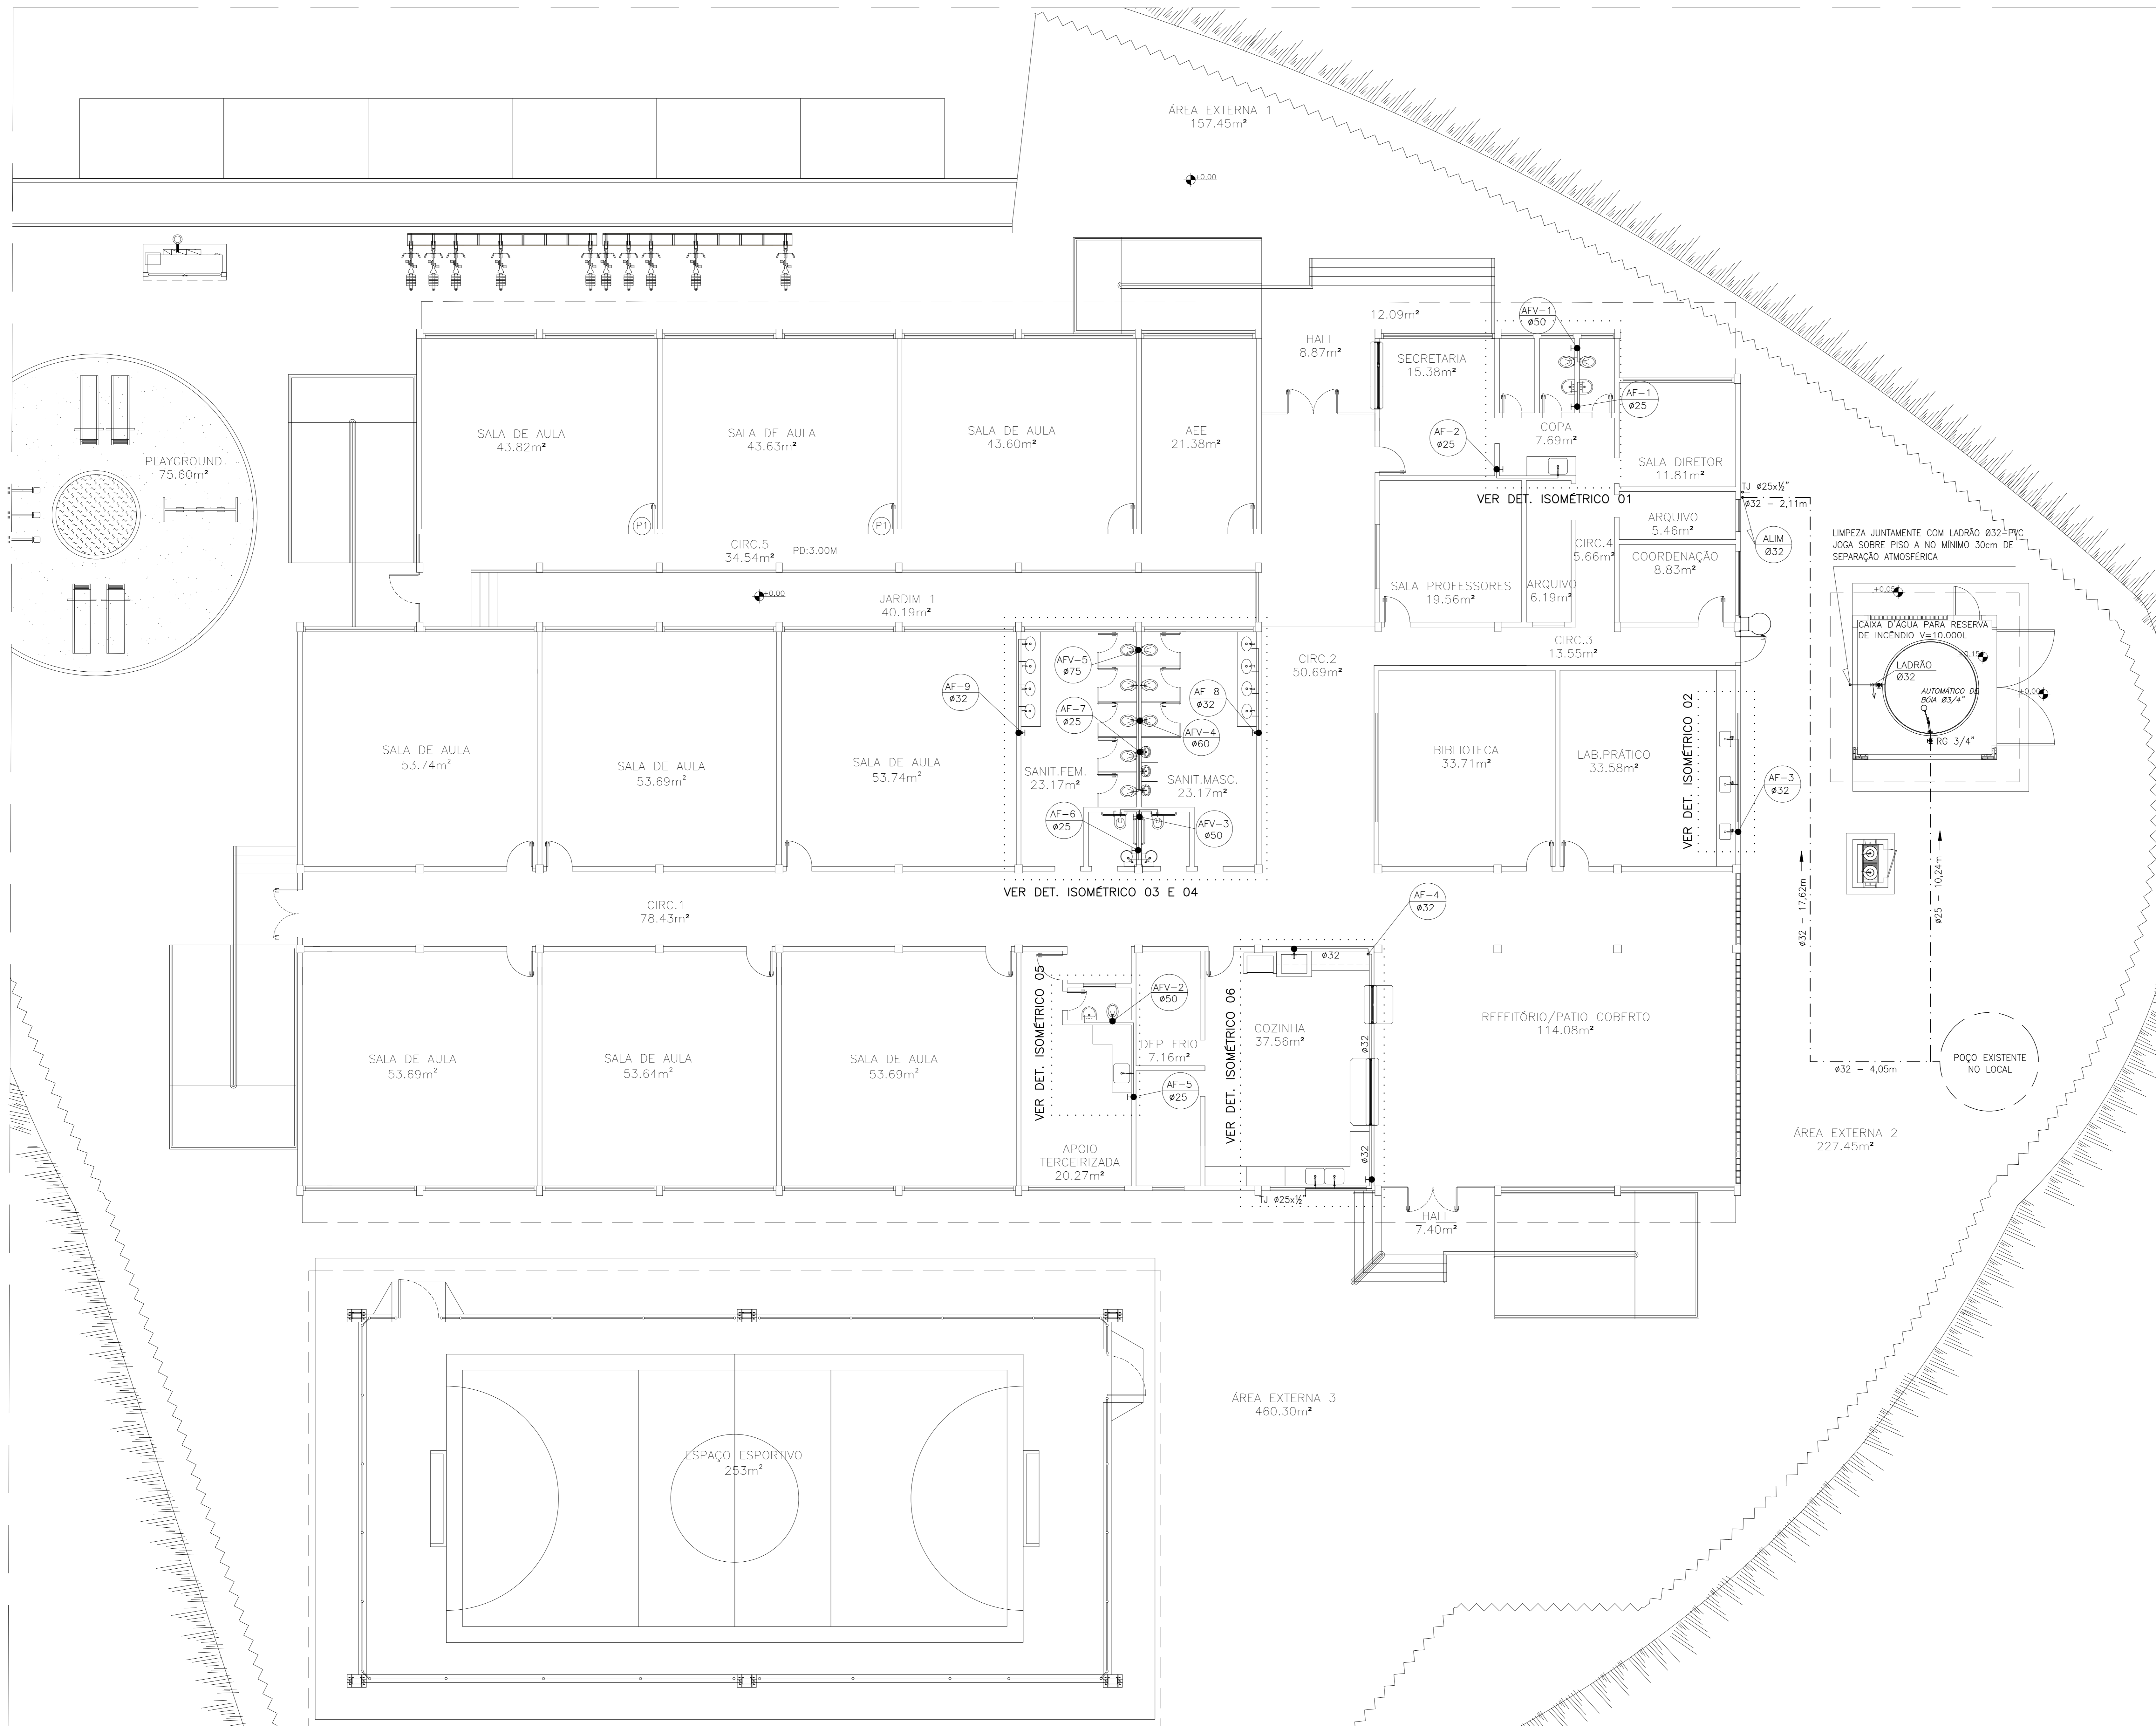 ÁREA EXTERNA 1
157.45m²
+0,00
12.09m²
AFV-1
Ø50
HALL
8.87m²
SECRETARIA
15.38m²
AF-1
Ø25
COPA
7.69m²
AF-2
Ø25
SALA DE AULA
43.82m²
SALA DE AULA
43.63m²
SALA DE AULA
43.60m²
AEE
21.38m²
PLAYGROUND
75.60m²
SALA DIRETOR
11.81m²
VER DET. ISOMÉTRICO 01
TJ Ø25x½"
Ø32 - 2,11m
P1
P1
ARQUIVO
5.46m²
ALIM
Ø32
LIMPEZA JUNTAMENTE COM LADRÃO Ø32-PVC
JOGA SOBRE PISO A NO MÍNIMO 30cm DE
SEPARAÇÃO ATMOSFÉRICA
CIRC.5
34.54m²
PD:3.00M
CIRC.4
5.66m²
COORDENAÇÃO
8.83m²
SALA PROFESSORES
19.56m²
ARQUIVO
6.19m²
+0,00
JARDIM 1
40.19m²
+0,05
CAIXA D'AGUA PARA RESERVA
DE INCÊNDIO V=10.000L
CIRC.3
13.55m²
CIRC.2
50.69m²
+0,15
LADRÃO
Ø32
AUTOMÁTICO DE
BÓIA Ø3/4"
+0,00
RG 3/4"
AFV-5
Ø75
AF-9
Ø32
AF-8
Ø32
AF-7
Ø25
AFV-4
Ø60
SALA DE AULA
53.74m²
SALA DE AULA
53.69m²
SALA DE AULA
53.74m²
SANIT.FEM.
23.17m²
SANIT.MASC.
23.17m²
BIBLIOTECA
33.71m²
LAB.PRÁTICO
33.58m²
VER DET. ISOMÉTRICO 02
AF-3
Ø32
AF-6
Ø25
AFV-3
Ø50
VER DET. ISOMÉTRICO 03 E 04
Ø32 - 17,62m
Ø25 - 10,24m
CIRC.1
78.43m²
AF-4
Ø32
Ø32
VER DET. ISOMÉTRICO 05
AFV-2
Ø50
VER DET. ISOMÉTRICO 06
COZINHA
37.56m²
DEP FRIO
7.16m²
REFEITÓRIO/PATIO COBERTO
114.08m²
Ø32
SALA DE AULA
53.69m²
SALA DE AULA
53.64m²
SALA DE AULA
53.69m²
AF-5
Ø25
Ø32 - 4,05m
POÇO EXISTENTE
NO LOCAL
APOIO
TERCEIRIZADA
20.27m²
Ø32
ÁREA EXTERNA 2
227.45m²
TJ Ø25x½"
HALL
7.40m²
ÁREA EXTERNA 3
460.30m²
ESPAÇO ESPORTIVO
253m²